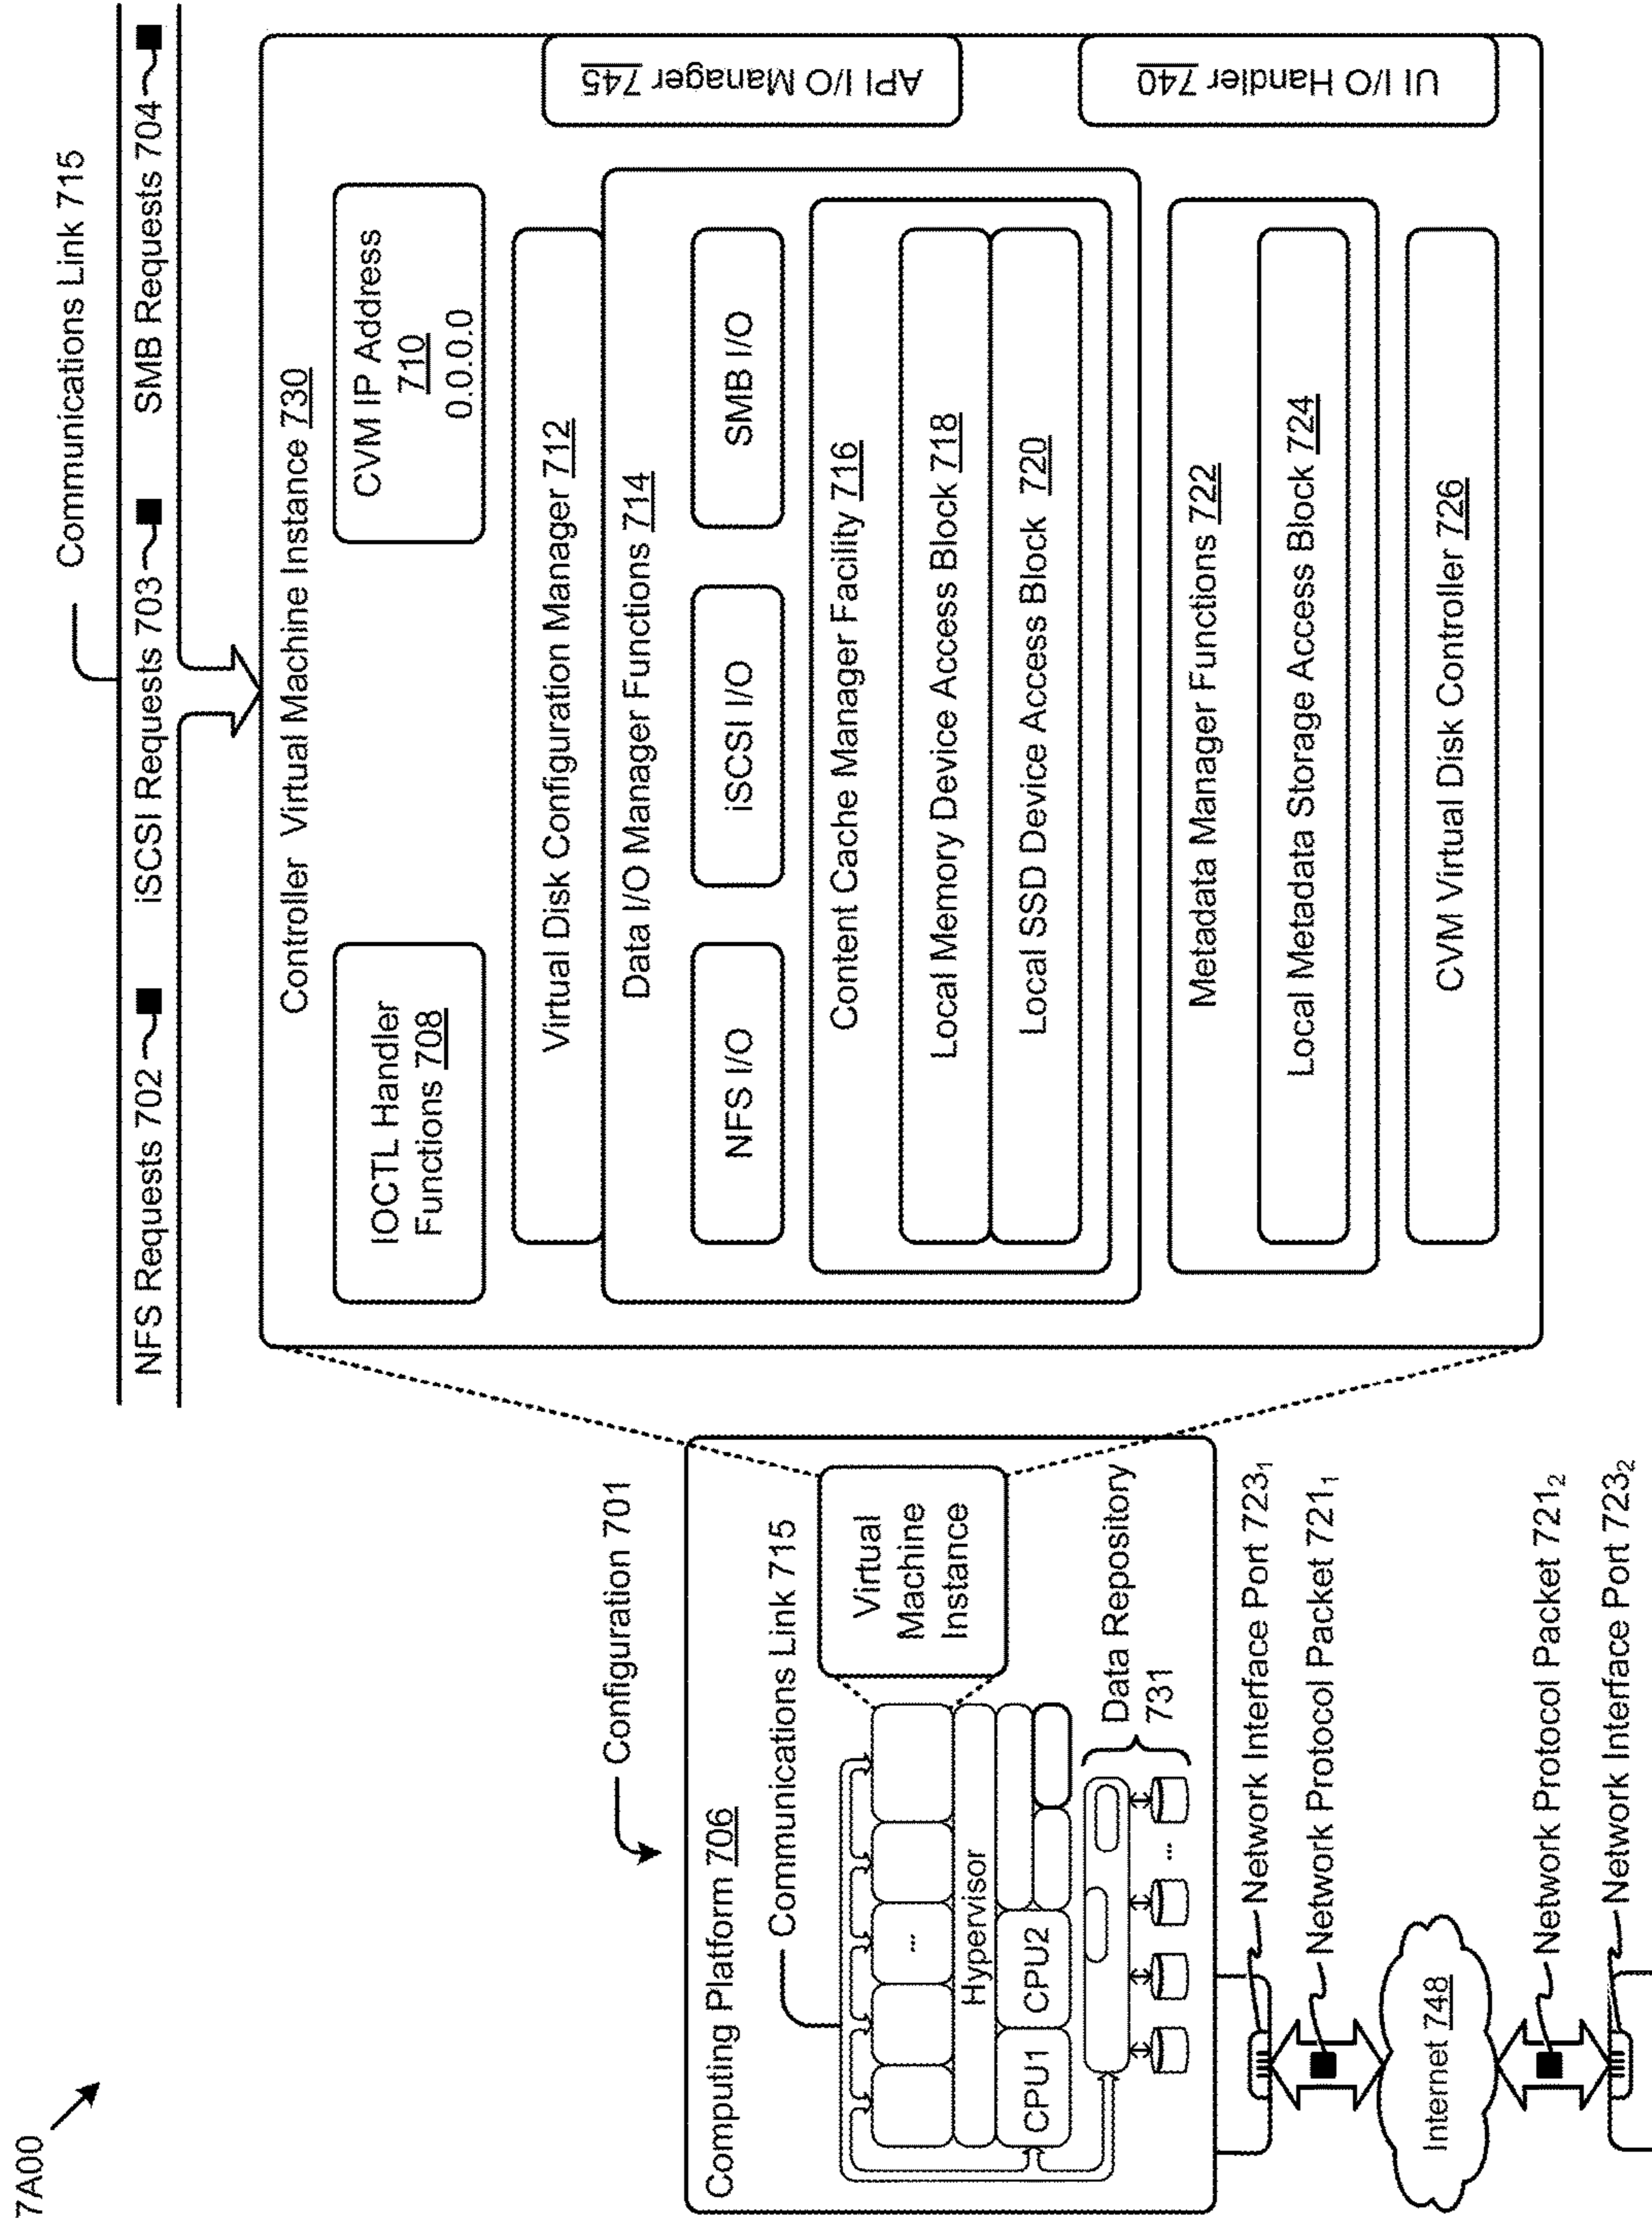 7A00
Communications Link 715
NFS Requests 702
iSCSI Requests 703
SMB Requests 704
Configuration 701
Computing Platform 706
Communications Link 715
Virtual
Machine
Instance
...
Hypervisor
CPU1
CPU2
...
Data Repository
731
Network Interface Port 723₁
Network Protocol Packet 721₁
Internet 748
Network Protocol Packet 721₂
Network Interface Port 723₂
Controller Virtual Machine Instance 730
IOCTL Handler
Functions 708
CVM IP Address
710
0.0.0.0
Virtual Disk Configuration Manager 712
Data I/O Manager Functions 714
NFS I/O
iSCSI I/O
SMB I/O
Content Cache Manager Facility 716
Local Memory Device Access Block 718
Local SSD Device Access Block 720
Metadata Manager Functions 722
Local Metadata Storage Access Block 724
CVM Virtual Disk Controller 726
API I/O Manager 745
UI I/O Handler 740